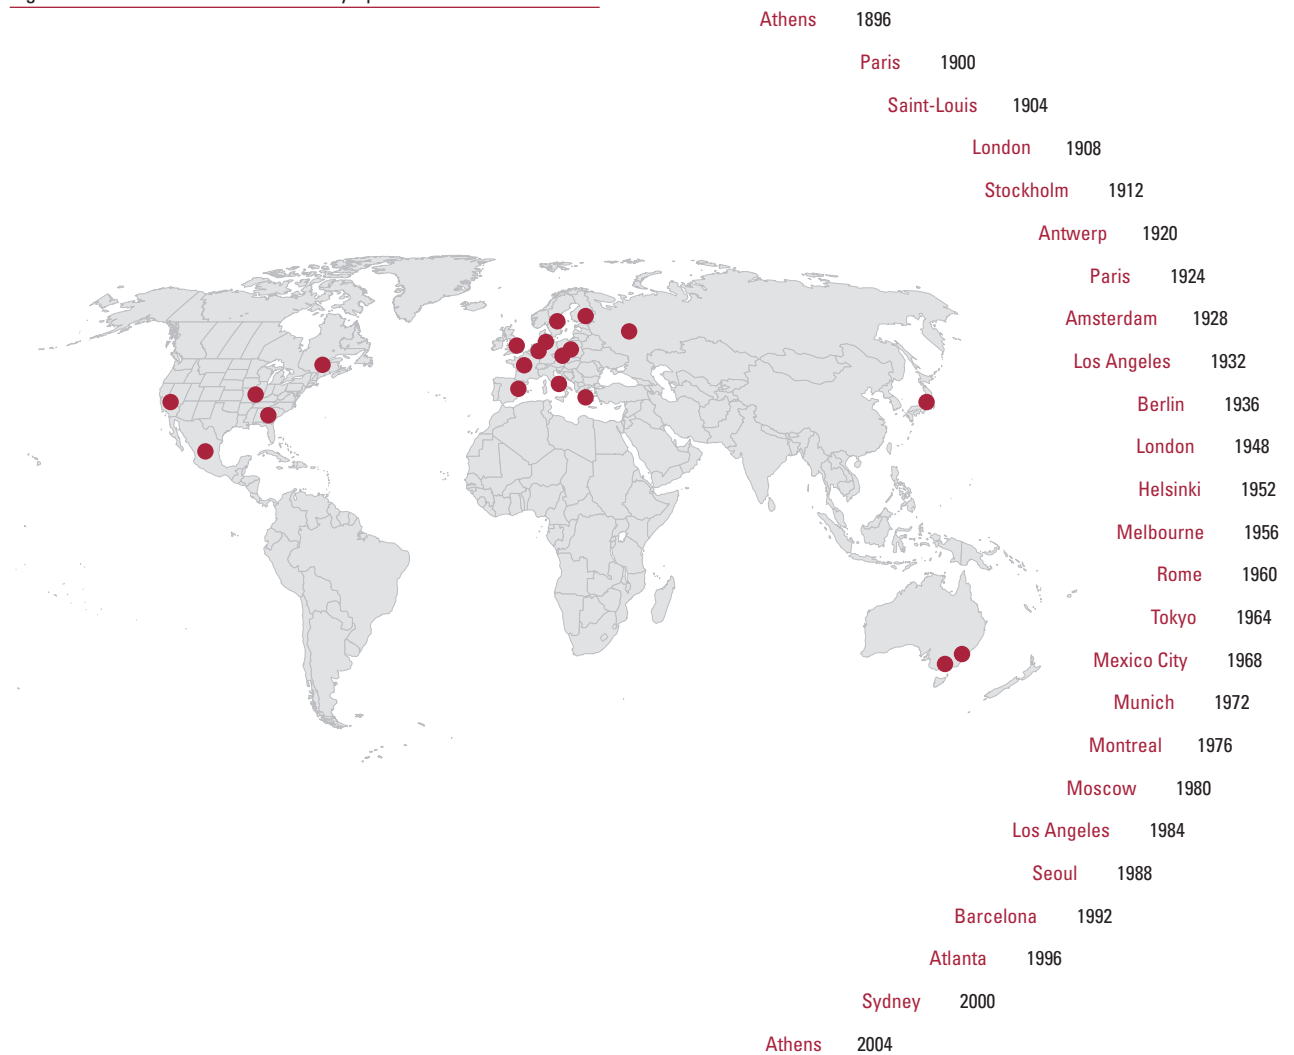 Athens 1896
Paris 1900
Saint-Louis 1904
London 1908
Stockholm 1912
Antwerp 1920
Paris 1924
Amsterdam 1928
Los Angeles 1932
Berlin 1936
London 1948
Helsinki 1952
Melbourne 1956
Rome 1960
Tokyo 1964
Mexico City 1968
Munich 1972
Montreal 1976
Moscow 1980
Los Angeles 1984
Seoul 1988
Barcelona 1992
Atlanta 1996
Sydney 2000
Athens 2004